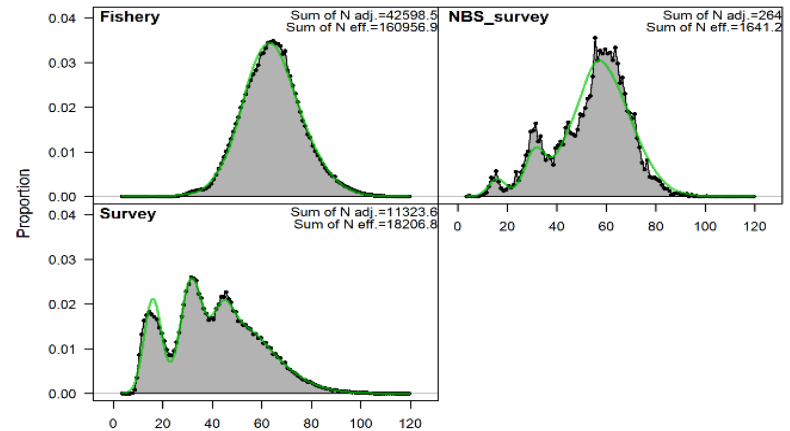 Fishery
Sum of N adj.=42598.5
Sum of N eff.=160956.9
NBS_survey
Sum of N adj.=264
Sum of N eff.=1641.2
0.04
0.03
0.02
0.01
0.00
0 20 40 60 80 100 120
Proportion
Survey
Sum of N adj.=11323.6
Sum of N eff.=18206.8
0.04
0.03
0.02
0.01
0.00
0 20 40 60 80 100 120